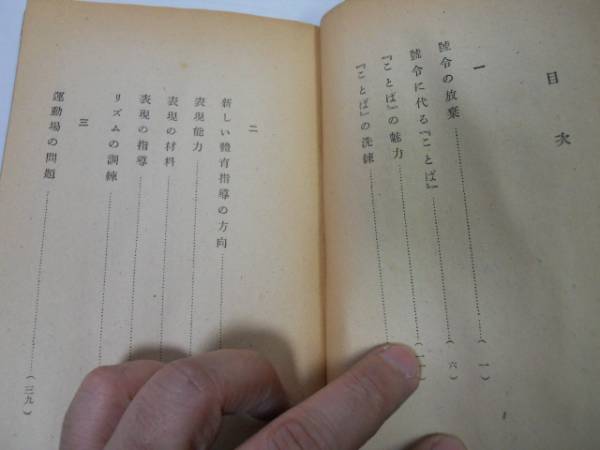 目次
一
號令の放棄……(一)
號令に代る『ことば』……(六)
『ことば』の魅力……(一一
『ことば』の洗練……
二
新しい體育指導の方向……
表現能力……
表現の材料……
表現の指導……
リズムの訓練……
三
運動場の問題……(三九)